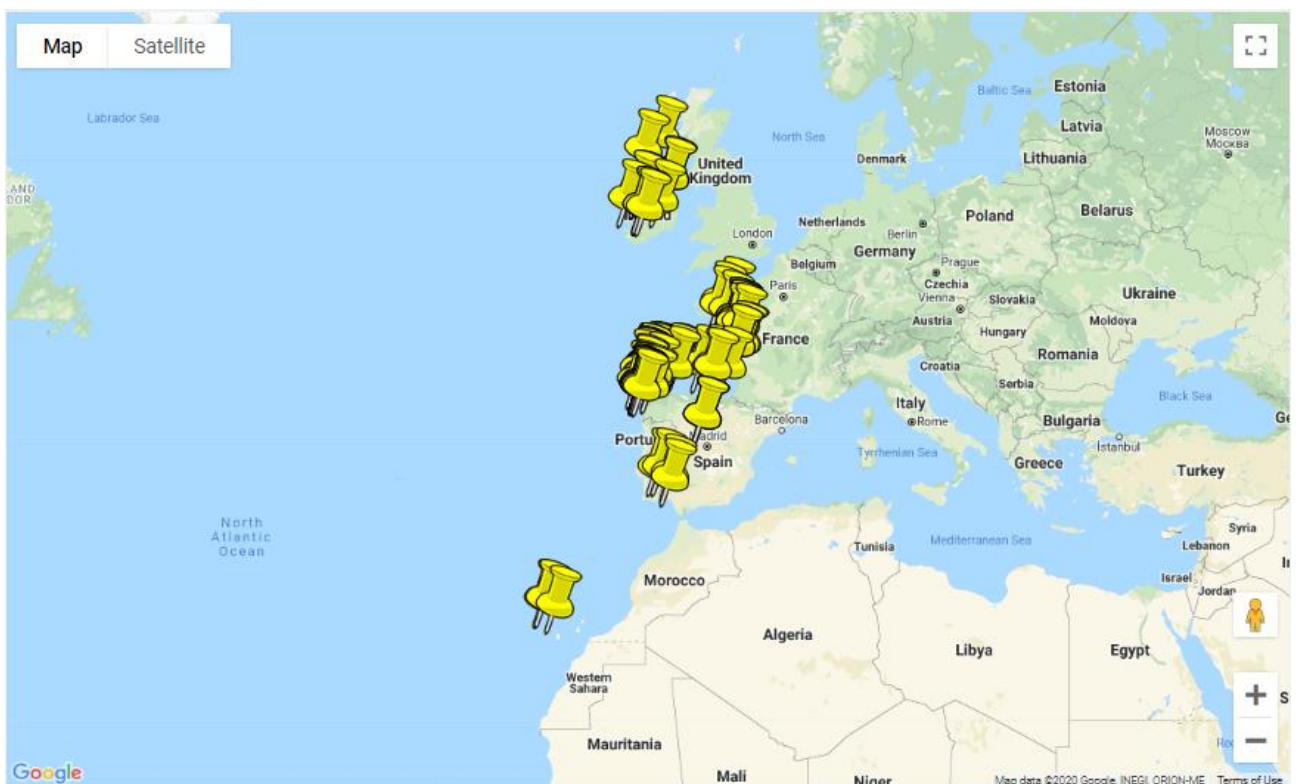 Map Satellite
Labrador Sea
Baltic Sea
Estonia
Latvia
Moscow
Москва
North Sea
Denmark
Lithuania
United
Kingdom
Belarus
Poland
Netherlands
Berlin
London
Germany
Belgium
Prague
Czechia
Paris
Vienna
Slovakia
Ukraine
Austria
Moldova
Hungary
France
Romania
Croatia
Serbia
Black Sea
Italy
Barcelona
Rome
Bulgaria
İstanbul
Madrid
Spain
Tyrrhenian Sea
Greece
Turkey
North
Atlantic
Ocean
Syria
Tunisia
Mediterranean Sea
Lebanon
Israel
Jordan
Morocco
Algeria
Libya
Egypt
Western
Sahara
Mauritania
Mali
Niger
Google
Map data ©2020 Google, INEGI, ORION-ME Terms of Use